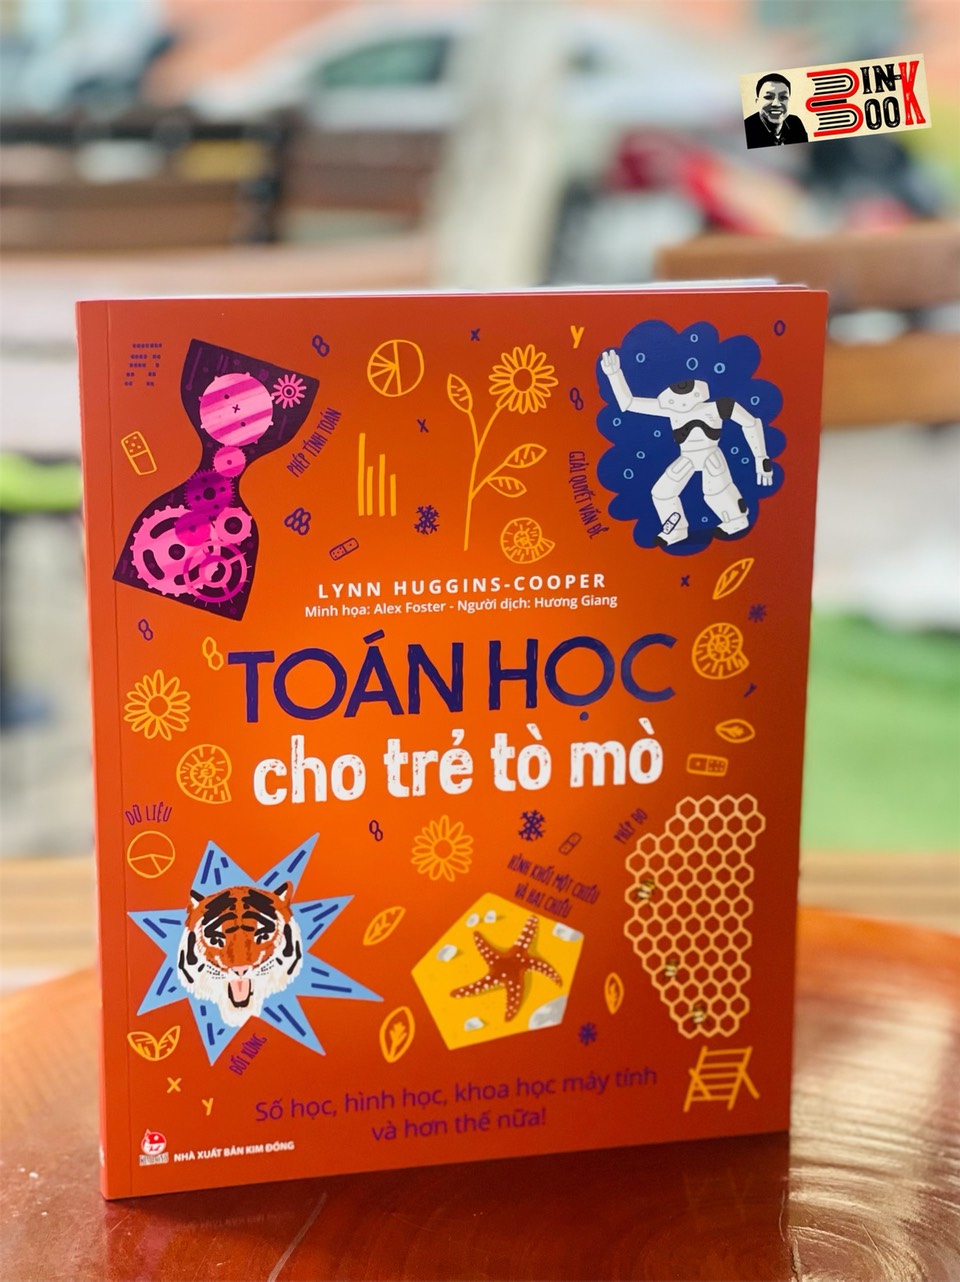 BIN-BOOK
PHÉP TÍNH TOÁN
GIẢI QUYẾT VẤN ĐỀ
LYNN HUGGINS-COOPER
Minh họa: Alex Foster - Người dịch: Hương Giang
TOÁN HỌC
cho trẻ tò mò
DỮ LIỆU
PHÉP ĐO
HÌNH KHỐI MỘT CHIỀU
VÀ HAI CHIỀU
ĐỐI XỨNG
Số học, hình học, khoa học máy tính
và hơn thế nữa!
NHÀ XUẤT BẢN KIM ĐỒNG